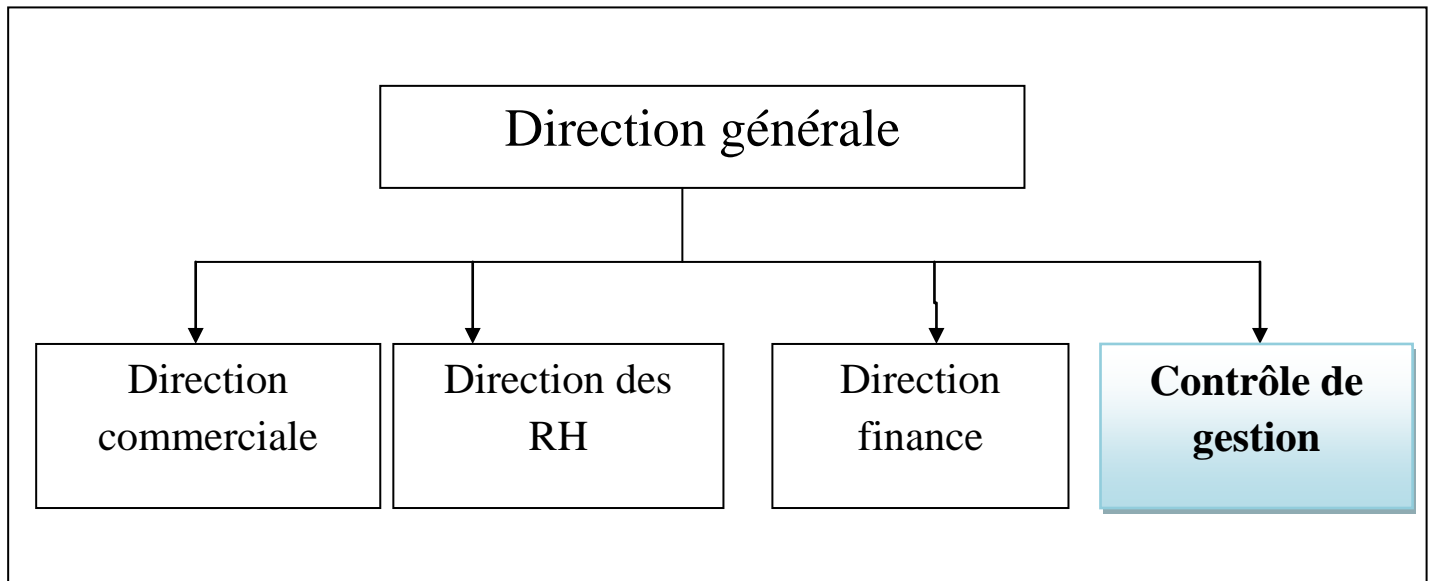 Direction générale
Direction
commerciale
Direction des
RH
Direction
finance
Contrôle de
gestion